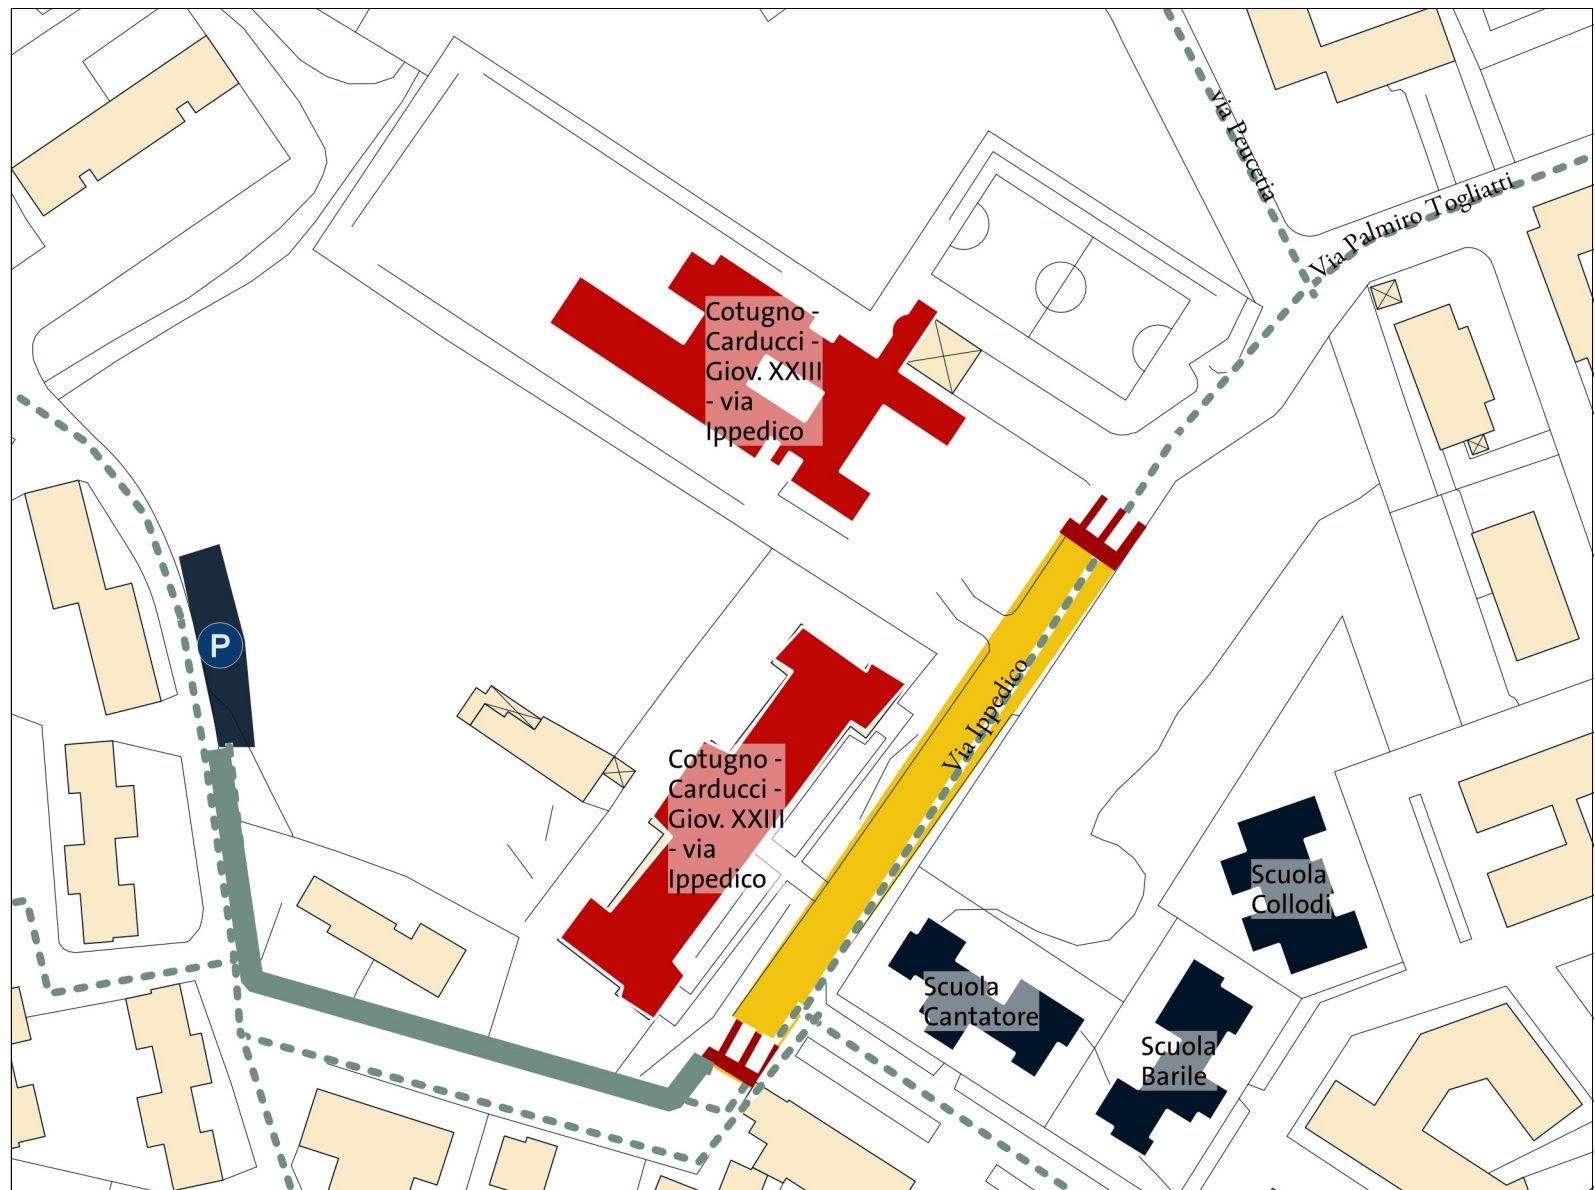 via Peucetia
Via Palmiro Togliatti
Cotugno -
Carducci -
Giov. XXIII
- via
Ippedico
P
Via Ippedico
Cotugno -
Carducci -
Giov. XXIII
- via
Ippedico
Scuola
Collodi
Scuola
Cantatore
Scuola
Barile